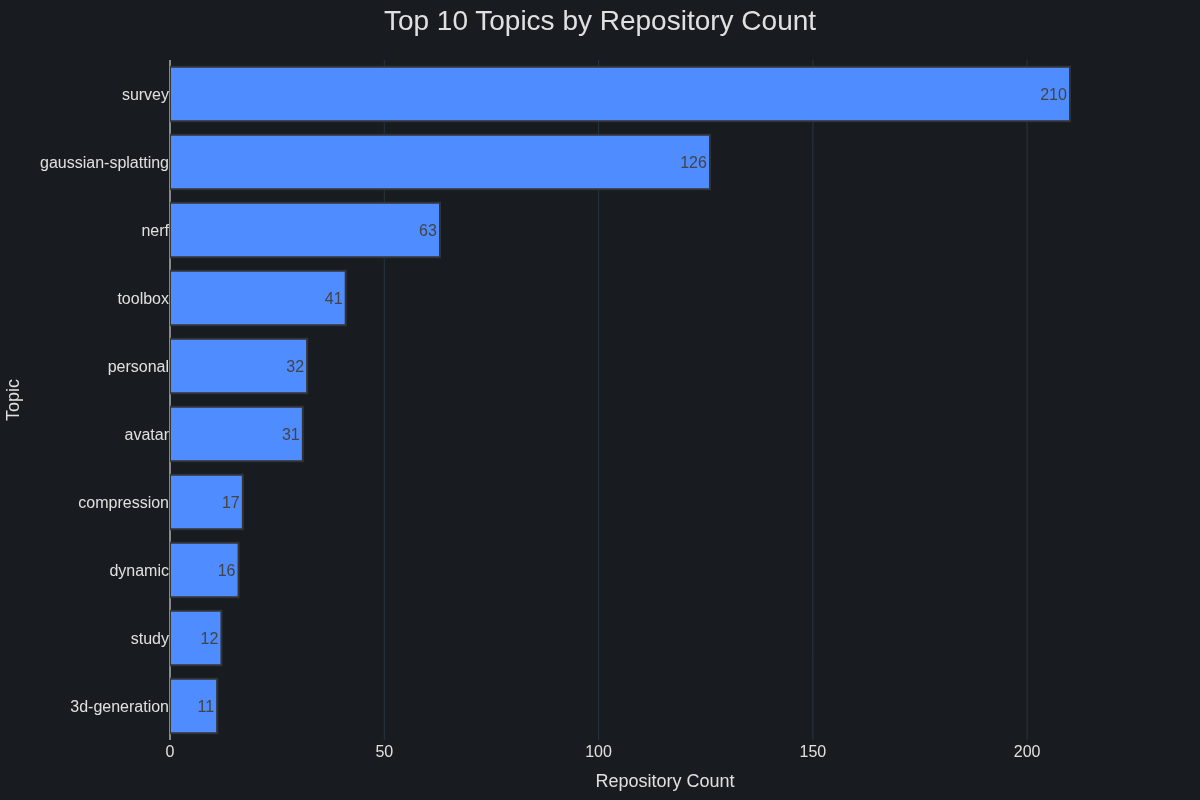 Top 10 Topics by Repository Count
survey 210
gaussian-splatting 126
nerf 63
toolbox 41
personal 32
avatar 31
compression 17
dynamic 16
study 12
3d-generation 11
0 50 100 150 200
Repository Count
Topic